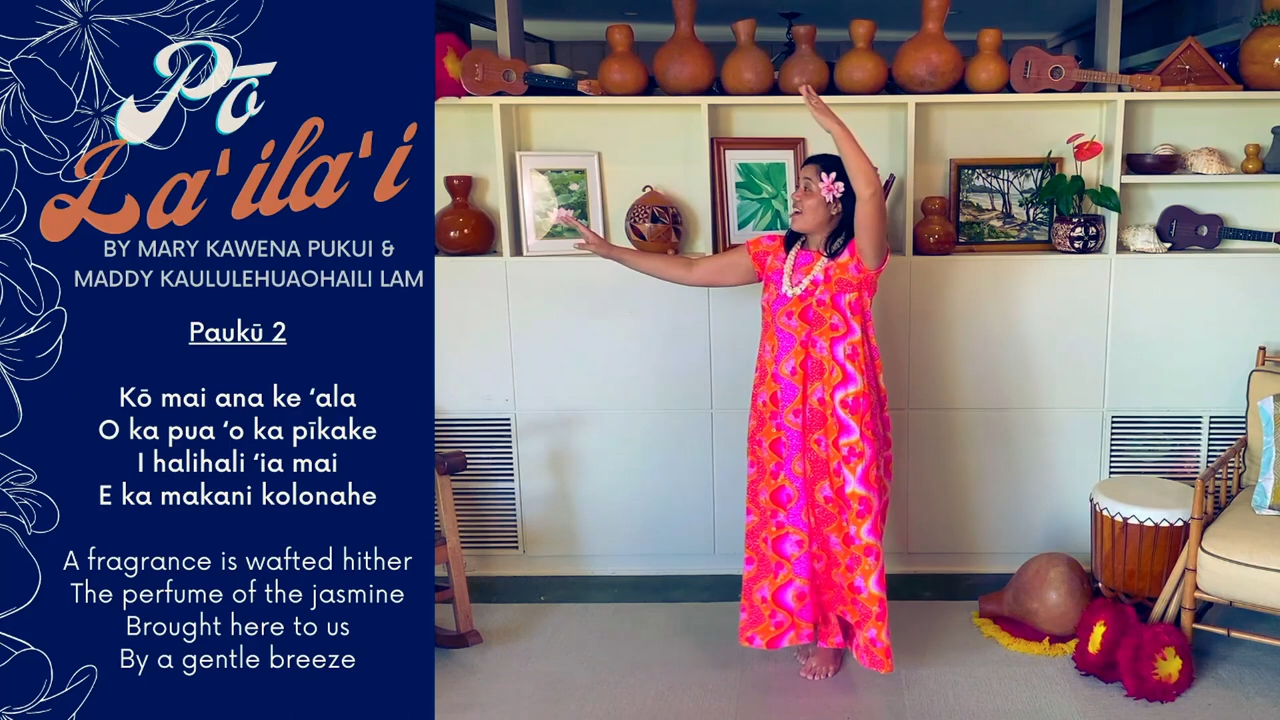 Pō
Laʻilaʻi
BY MARY KAWENA PUKUI &
MADDY KAULULEHUAOHAILI LAM
Paukū 2
Kō mai ana ke ʻala
O ka pua ʻo ka pīkake
I halihali ʻia mai
E ka makani kolonahe
A fragrance is wafted hither
The perfume of the jasmine
Brought here to us
By a gentle breeze